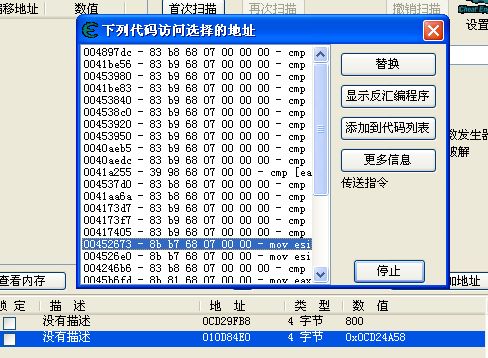 偏移地址 数值 首次扫描 再次扫描 撤销扫描
Cheat Engine
设置
下列代码访问选择的地址
004897dc - 83 b8 68 07 00 00 00 - cmp
0041be56 - 83 b9 68 07 00 00 00 - cmp
00453980 - 83 b9 68 07 00 00 00 - cmp
0041be83 - 83 b9 68 07 00 00 00 - cmp
00453840 - 83 b9 68 07 00 00 00 - cmp
004538c0 - 83 b9 68 07 00 00 00 - cmp
00453920 - 83 b9 68 07 00 00 00 - cmp
00453950 - 83 b9 68 07 00 00 00 - cmp
0040aeb5 - 83 b9 68 07 00 00 00 - cmp
0040aedc - 83 b9 68 07 00 00 00 - cmp
0041a255 - 39 98 68 07 00 00 - cmp [ea
004537d0 - 83 b8 68 07 00 00 00 - cmp
0041aa6a - 83 b8 68 07 00 00 00 - cmp
004173d7 - 83 b9 68 07 00 00 00 - cmp
004173f7 - 83 b9 68 07 00 00 00 - cmp
00417405 - 83 b9 68 07 00 00 00 - cmp
00452673 - 8b b7 68 07 00 00 - mov esi
004526e0 - 8b b7 68 07 00 00 - mov esi
004246b6 - 83 b8 68 07 00 00 00 - cmp
0045b6fd - 8b 81 68 07 00 00 - mov eax
替换
显示反汇编程序
添加到代码列表
更多信息
传送指令
停止
数发生器
破解
查看内存
加地址
锁定 描 述 地 址 类 型 数 值
没有描述 0CD29FB8 4 字节 800
没有描述 010D84E0 4 字节 0x0CD24A58